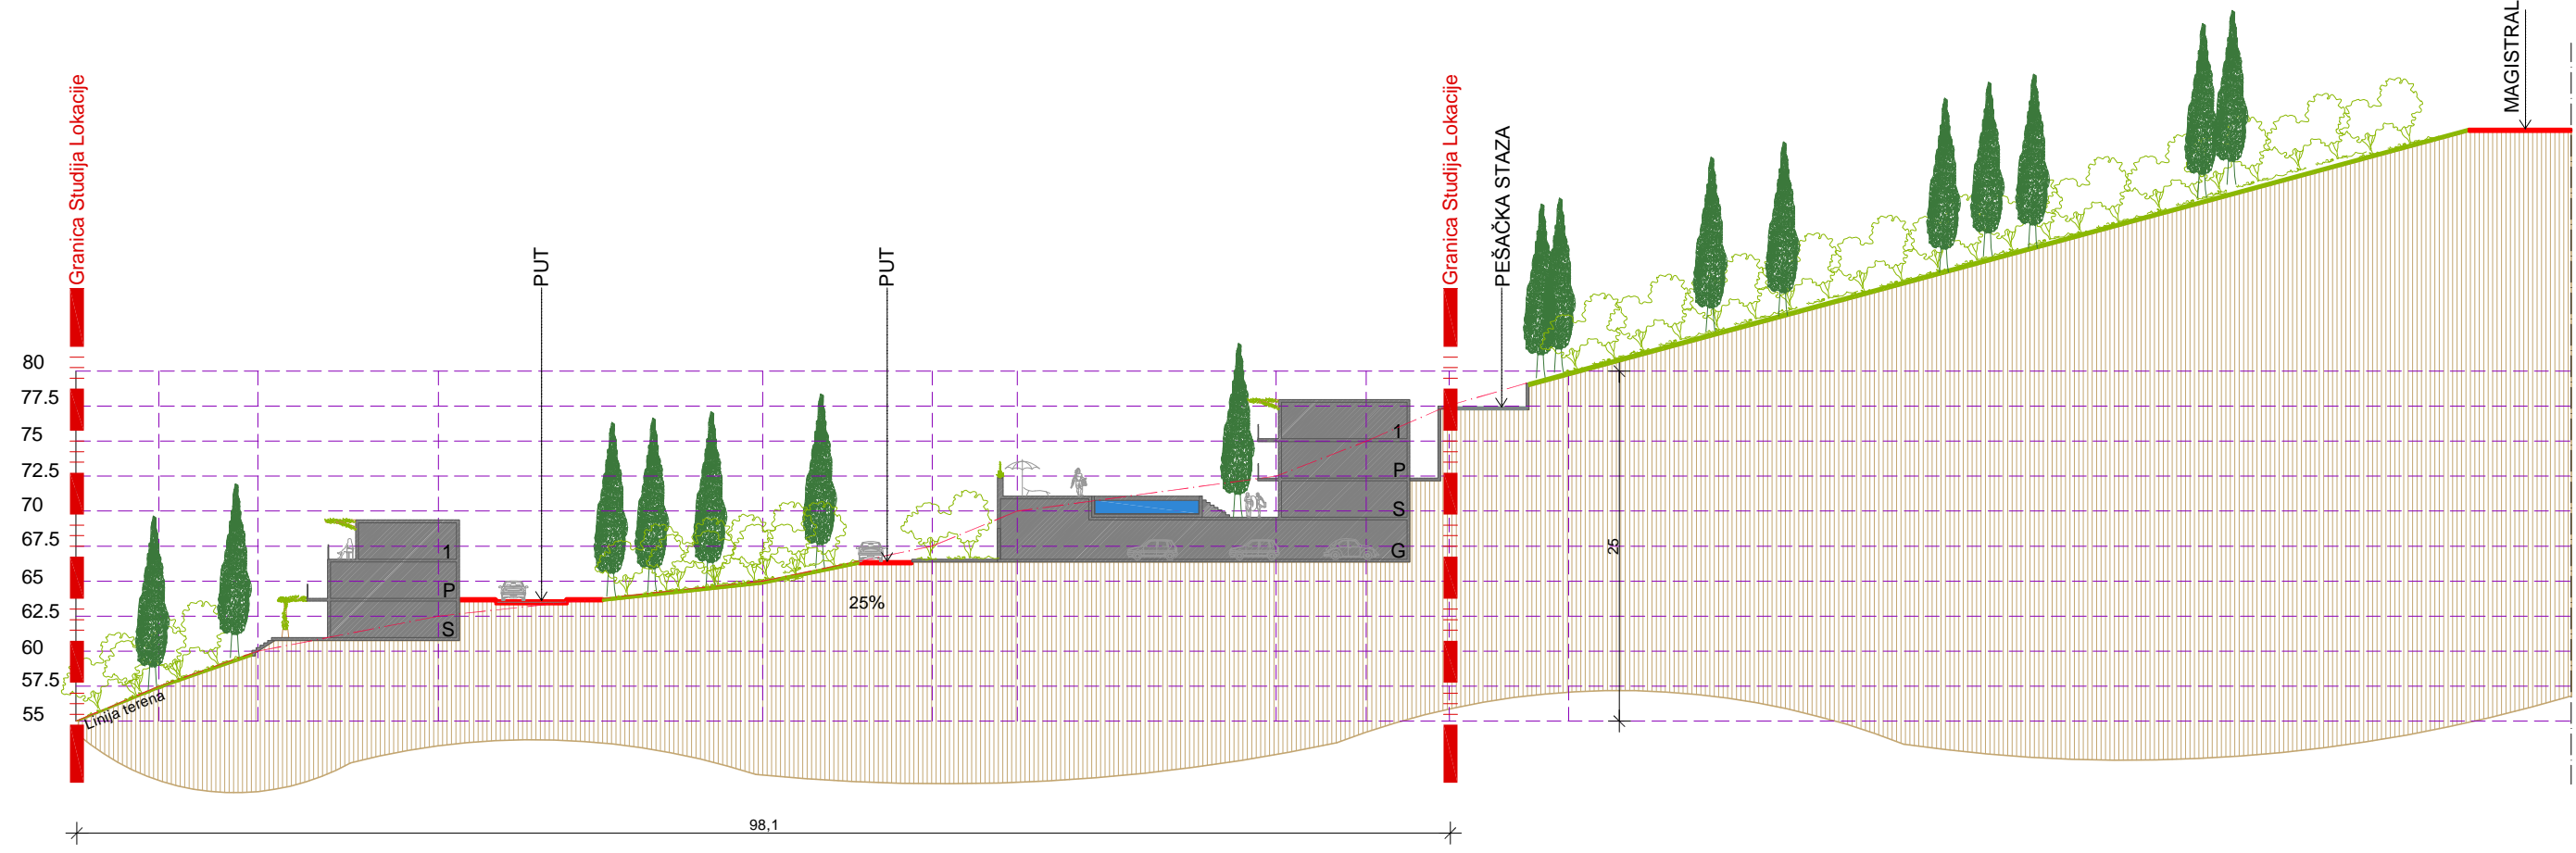 Granica Studija Lokacije
PUT
PUT
Granica Studija Lokacije
PEŠAČKA STAZA
MAGISTRAL
80
77.5
75
72.5
70
67.5
65
62.5
60
57.5
55
1
P
S
1
P
S
G
25%
25
Linija terena
98,1